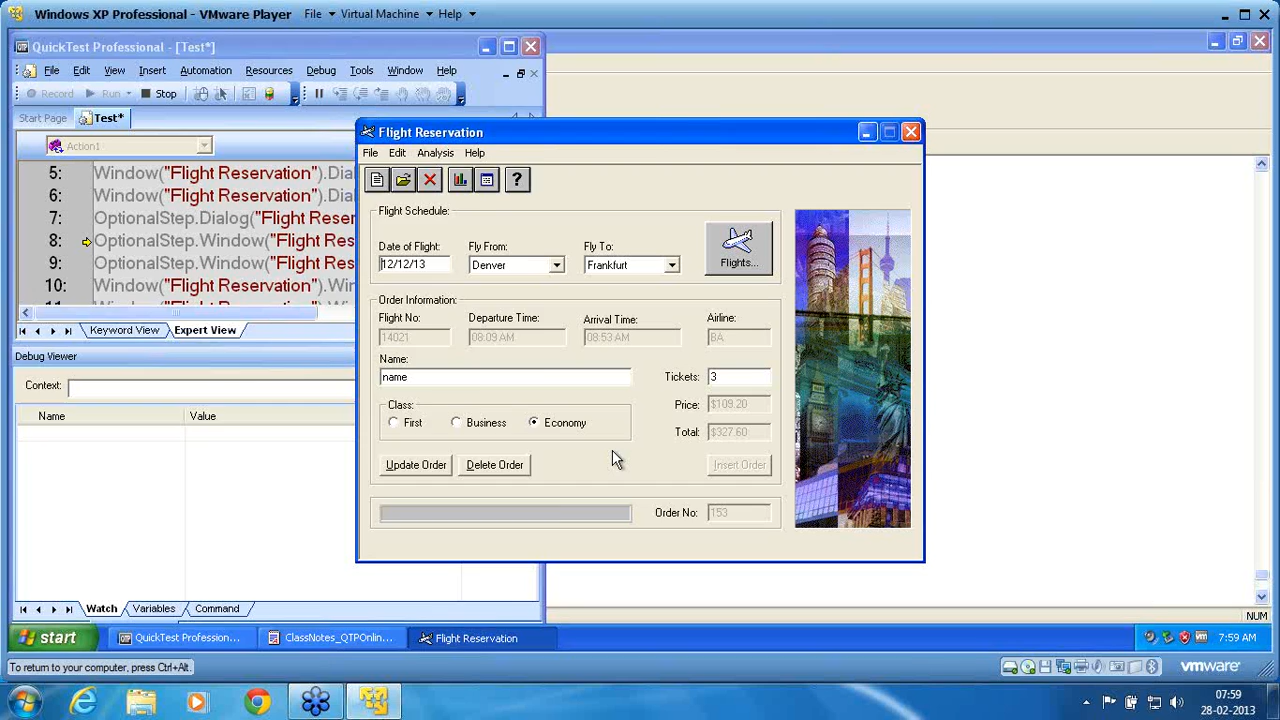 Windows XP Professional - VMware Player File Virtual Machine Help
QuickTest Professional - [Test*]
File Edit View Insert Automation Resources Debug Tools Window Help
Record Run Stop
Start Page Test*
Action1
5: Window("Flight Reservation").Dia
6: Window("Flight Reservation").Dia
7: OptionalStep.Dialog("Flight Reser
8: OptionalStep.Window("Flight Res
9: OptionalStep.Window("Flight Res
10: Window("Flight Reservation").Win
Keyword View Expert View
Debug Viewer
Context:
Name Value
Watch Variables Command
Flight Reservation
File Edit Analysis Help
Flight Schedule:
Date of Flight: Fly From: Fly To:
12/12/13 Denver Frankfurt Flights...
Order Information:
Flight No: Departure Time: Arrival Time: Airline:
14021 08:09 AM 08:53 AM BA
Name:
name Tickets: 3
Class: Price: $109.20
First Business Economy
Total: $327.60
Update Order Delete Order Insert Order
Order No: 153
NUM
start QuickTest Profession... ClassNotes_QTPOnlin... Flight Reservation 7:59 AM
To return to your computer, press Ctrl+Alt. vmware
07:59
28-02-2013